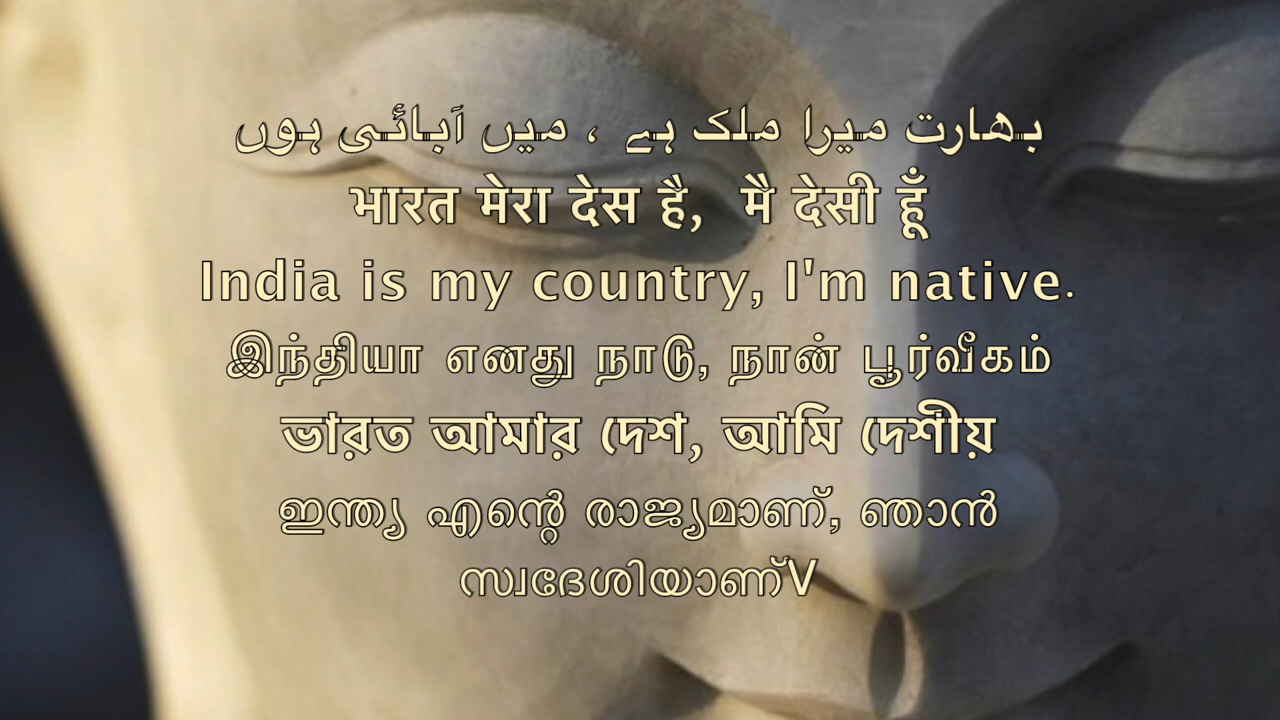 بھارت میرا ملک ہے ، میں آبائی ہوں
भारत मेरा देस है, मै देसी हूँ
India is my country, I'm native.
இந்தியா எனது நாடு, நான் பூர்வீகம்
ভারত আমার দেশ, আমি দেশীয়
ഇന്ത്യ എന്റെ രാജ്യമാണ്, ഞാൻ
സ്വദേശിയാണ്V